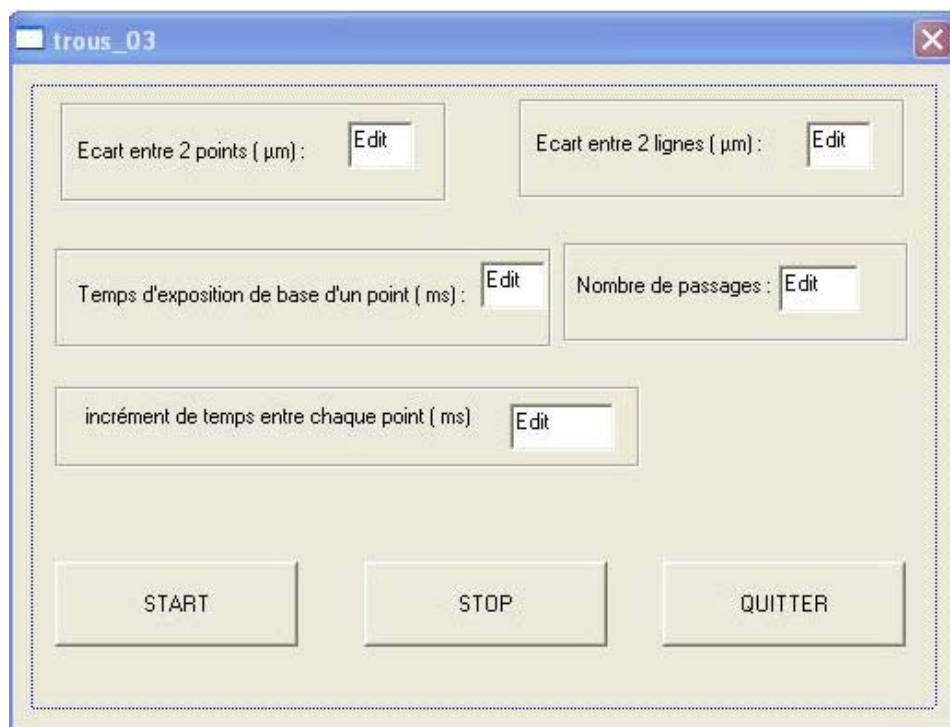 trous_03
Ecart entre 2 points ( µm) :
Edit
Ecart entre 2 lignes ( µm) :
Edit
Temps d'exposition de base d'un point ( ms) :
Edit
Nombre de passages :
Edit
incrément de temps entre chaque point ( ms)
Edit
START
STOP
QUITTER